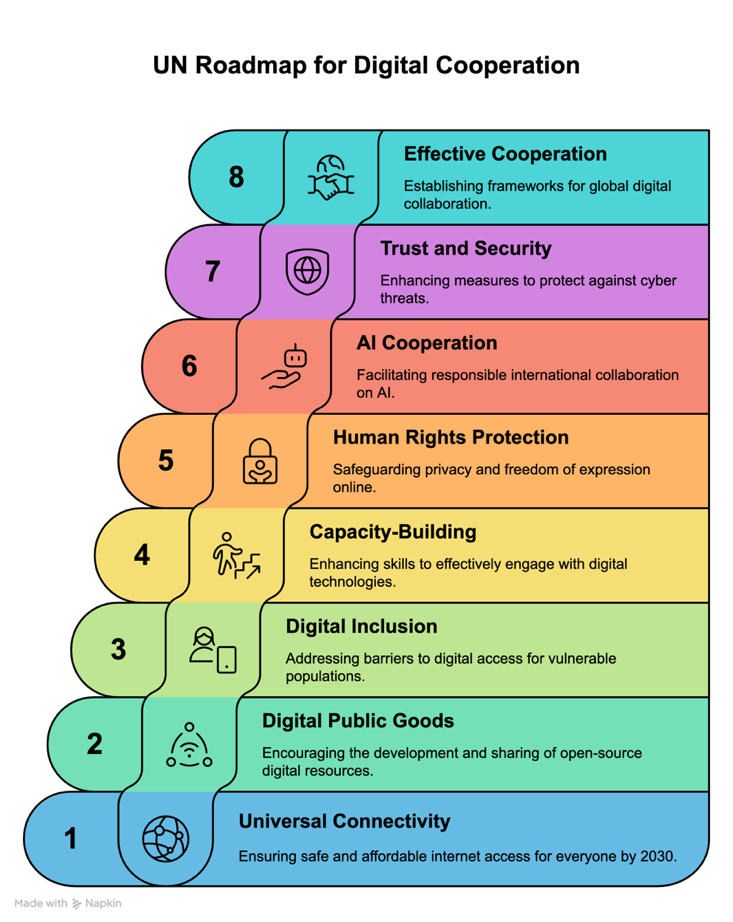 UN Roadmap for Digital Cooperation
8
Effective Cooperation
Establishing frameworks for global digital
collaboration.
7
Trust and Security
Enhancing measures to protect against cyber
threats.
6
AI Cooperation
Facilitating responsible international collaboration
on AI.
5
Human Rights Protection
Safeguarding privacy and freedom of expression
online.
4
Capacity-Building
Enhancing skills to effectively engage with digital
technologies.
3
Digital Inclusion
Addressing barriers to digital access for vulnerable
populations.
2
Digital Public Goods
Encouraging the development and sharing of open-source
digital resources.
1
Universal Connectivity
Ensuring safe and affordable internet access for everyone by 2030.
Made with Napkin